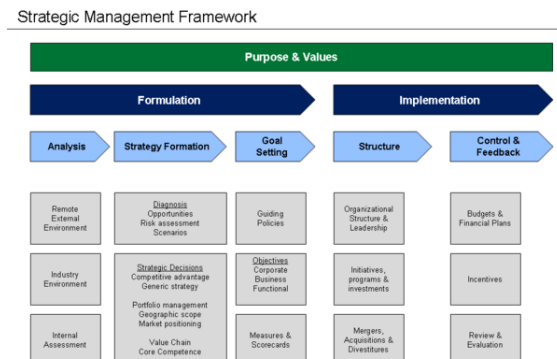 Strategic Management Framework
Purpose & Values
Formulation
Implementation
Analysis
Strategy Formation
Goal
Setting
Structure
Control &
Feedback
Remote
External
Environment
Diagnosis
Opportunities
Risk assessment
Scenarios
Guiding
Policies
Organizational
Structure &
Leadership
Budgets &
Financial Plans
Industry
Environment
Strategic Decisions
Competitive advantage
Generic strategy
Portfolio management
Geographic scope
Market positioning
Value Chain
Core Competence
Objectives
Corporate
Business
Functional
Initiatives,
programs &
investments
Incentives
Internal
Assessment
Measures &
Scorecards
Mergers,
Acquisitions &
Divestitures
Review &
Evaluation